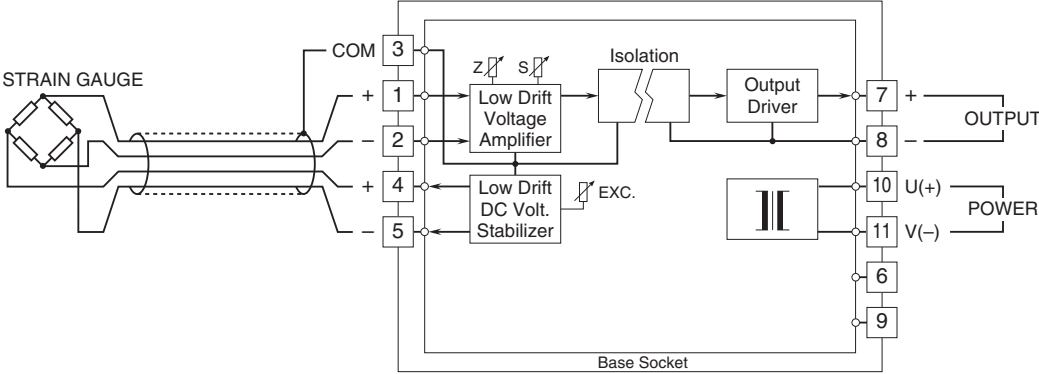 STRAIN GAUGE
COM 3
+ 1
– 2
+ 4
– 5
Z
S
Low Drift
Voltage
Amplifier
Low Drift
DC Volt.
Stabilizer
EXC.
Isolation
Output
Driver
7 +
8 –
OUTPUT
10 U(+)
11 V(–)
POWER
6
9
Base Socket